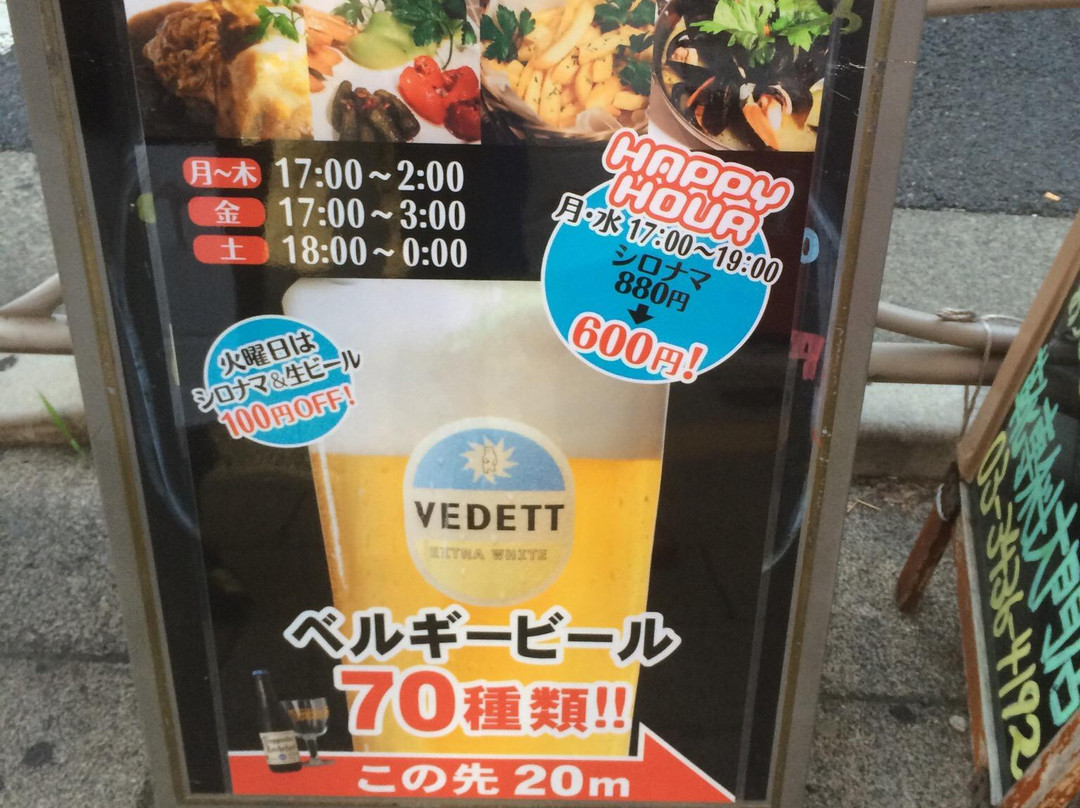 月~木 17:00~2:00
金 17:00~3:00
土 18:00~0:00
HAPPY
HOUR
月・水 17:00~19:00
シロナマ
880円
600円!
火曜日は
シロナマ&生ビール
100円OFF!
VEDETT
EXTRA WHITE
ベルギービール
70種類!!
この先 20m
4192